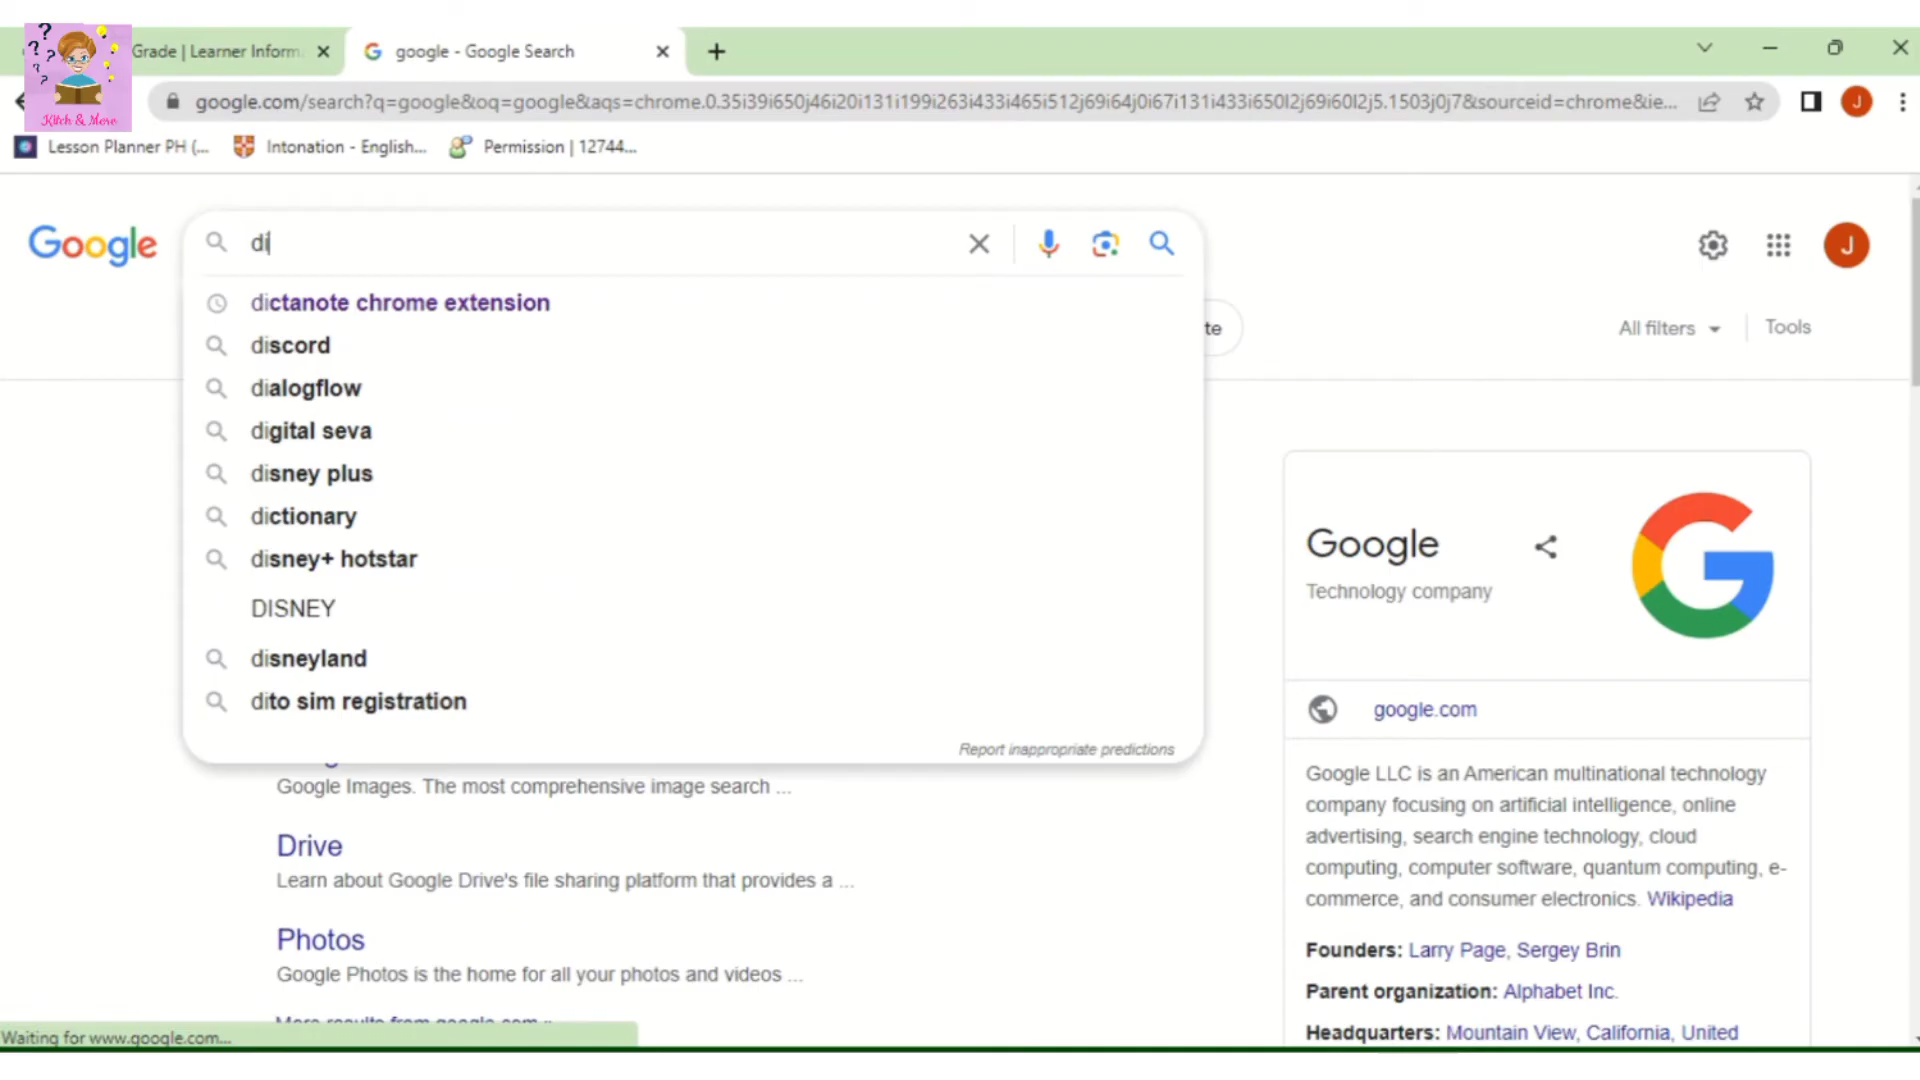 Grade | Learner Inform
google - Google Search
google.com/search?q=google&oq=google&aqs=chrome.0.35i39i650j46i20i131i199i263i433i465i512j69i64j0i67i131i433i650l2j69i60l2j5.1503j0j7&sourceid=chrome&ie...
J
Kitch & More
Lesson Planner PH (...
Intonation - English...
Permission | 12744...
Google
di
J
dictanote chrome extension
discord
te
All filters
Tools
dialogflow
digital seva
disney plus
dictionary
disney+ hotstar
DISNEY
disneyland
dito sim registration
Report inappropriate predictions
Google
Technology company
google.com
Google Images. The most comprehensive image search ...
Drive
Learn about Google Drive's file sharing platform that provides a ...
Photos
Google Photos is the home for all your photos and videos ...
More results from google.com »
Google LLC is an American multinational technology
company focusing on artificial intelligence, online
advertising, search engine technology, cloud
computing, computer software, quantum computing, e-
commerce, and consumer electronics. Wikipedia
Founders: Larry Page, Sergey Brin
Parent organization: Alphabet Inc.
Headquarters: Mountain View, California, United
Waiting for www.google.com...